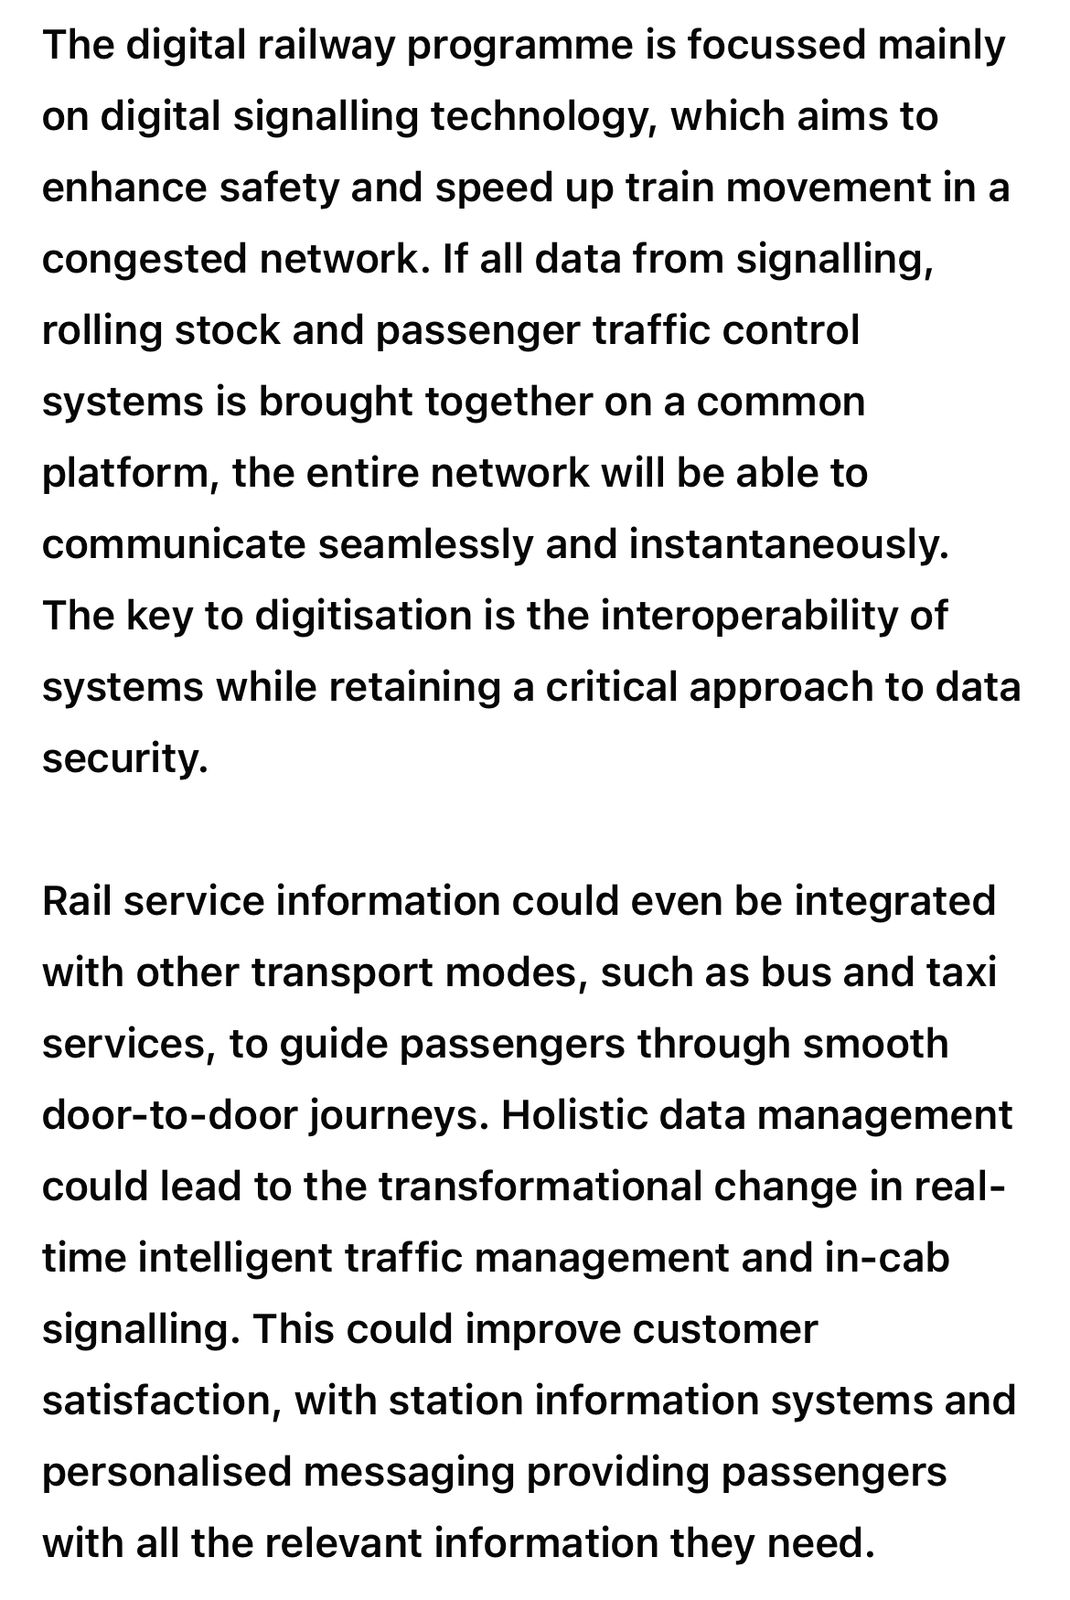 The digital railway programme is focussed mainly
on digital signalling technology, which aims to
enhance safety and speed up train movement in a
congested network. If all data from signalling,
rolling stock and passenger traffic control
systems is brought together on a common
platform, the entire network will be able to
communicate seamlessly and instantaneously.
The key to digitisation is the interoperability of
systems while retaining a critical approach to data
security.
Rail service information could even be integrated
with other transport modes, such as bus and taxi
services, to guide passengers through smooth
door-to-door journeys. Holistic data management
could lead to the transformational change in real-
time intelligent traffic management and in-cab
signalling. This could improve customer
satisfaction, with station information systems and
personalised messaging providing passengers
with all the relevant information they need.